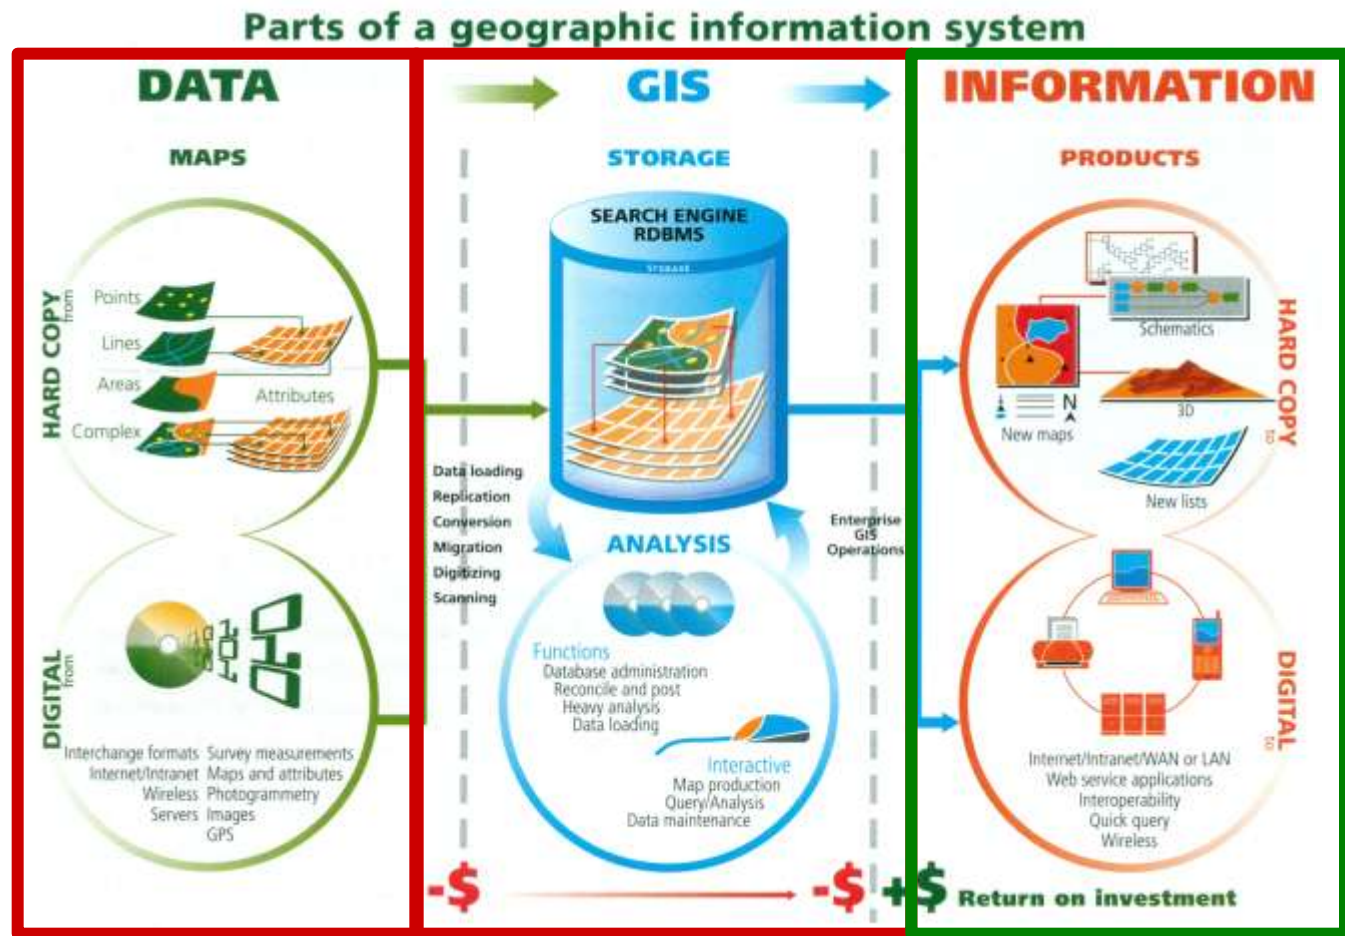 Parts of a geographic information system
DATA
MAPS
HARD COPY
from
Points
Lines
Areas
Complex
Attributes
DIGITAL
from
Interchange formats
Internet/Intranet
Wireless
Servers
Survey measurements
Maps and attributes
Photogrammetry
Images
GPS
Data loading
Replication
Conversion
Migration
Digitizing
Scanning
GIS
STORAGE
SEARCH ENGINE
RDBMS
STORAGE
ANALYSIS
Functions
Database administration
Reconcile and post
Heavy analysis
Data loading
Interactive
Map production
Query/Analysis
Data maintenance
Enterprise
GIS
Operations
-$
-$
+$ Return on investment
INFORMATION
PRODUCTS
HARD COPY
to
Schematics
N
New maps
3D
New lists
DIGITAL
to
Internet/Intranet/WAN or LAN
Web service applications
Interoperability
Quick query
Wireless